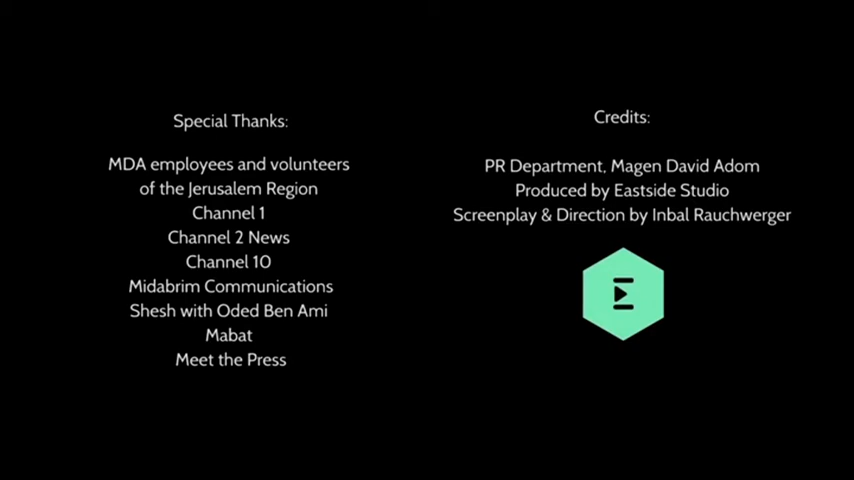 Special Thanks:
MDA employees and volunteers
of the Jerusalem Region
Channel 1
Channel 2 News
Channel 10
Midabrim Communications
Shesh with Oded Ben Ami
Mabat
Meet the Press
Credits:
PR Department, Magen David Adom
Produced by Eastside Studio
Screenplay & Direction by Inbal Rauchwerger